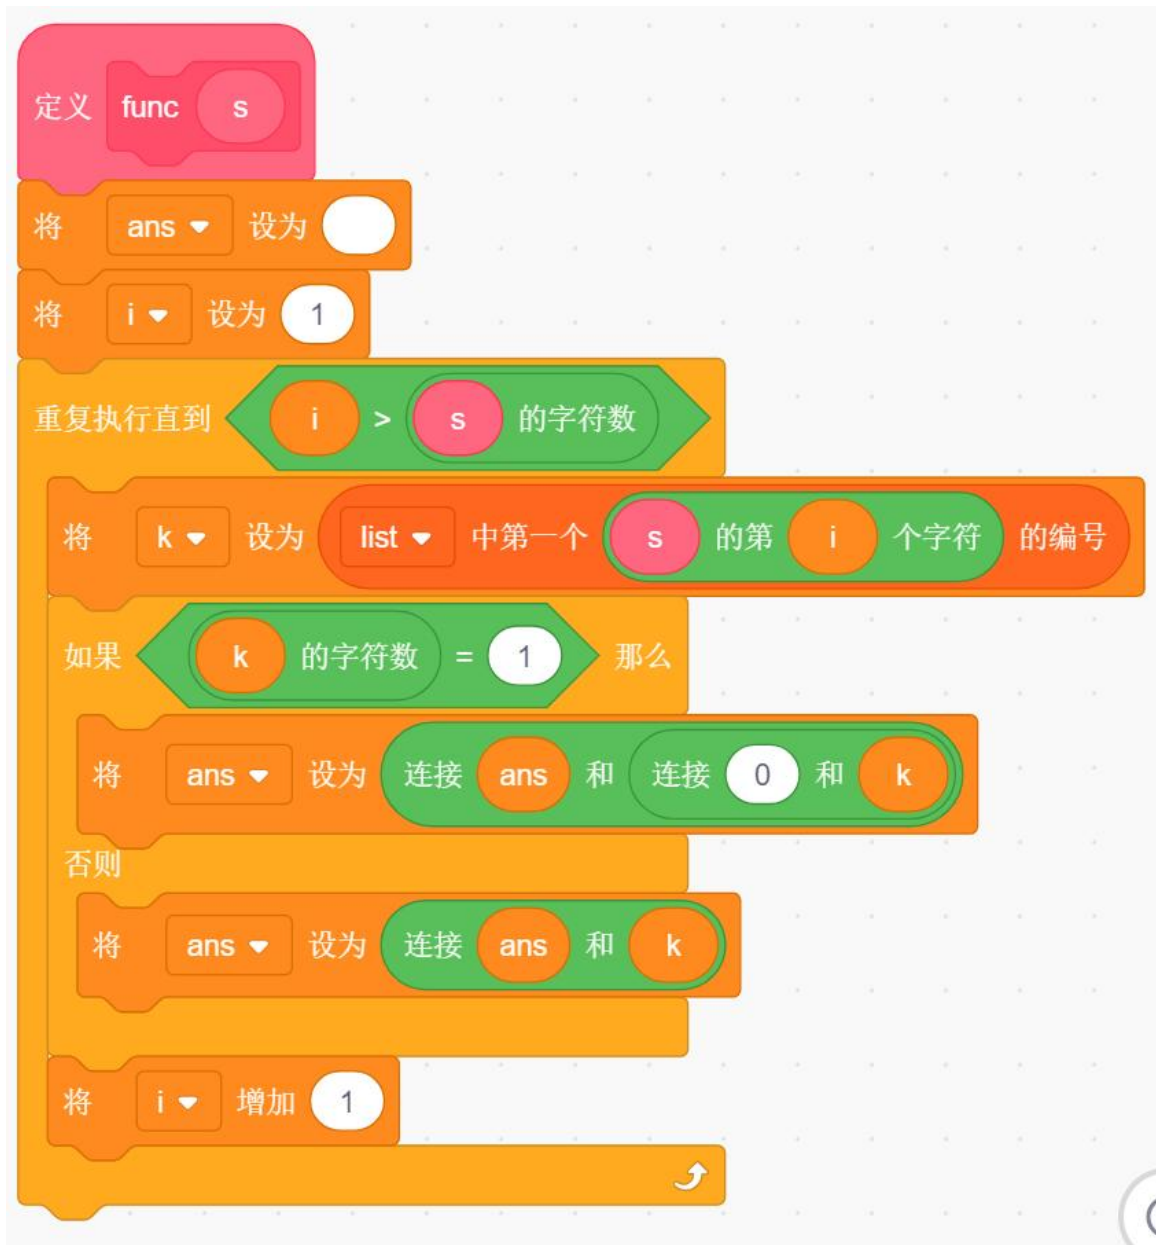 定义 func s
将 ans 设为
将 i 设为 1
重复执行直到 i > s 的字符数
将 k 设为 list 中第一个 s 的第 i 个字符 的编号
如果 k 的字符数 = 1 那么
将 ans 设为 连接 ans 和 连接 0 和 k
否则
将 ans 设为 连接 ans 和 k
将 i 增加 1